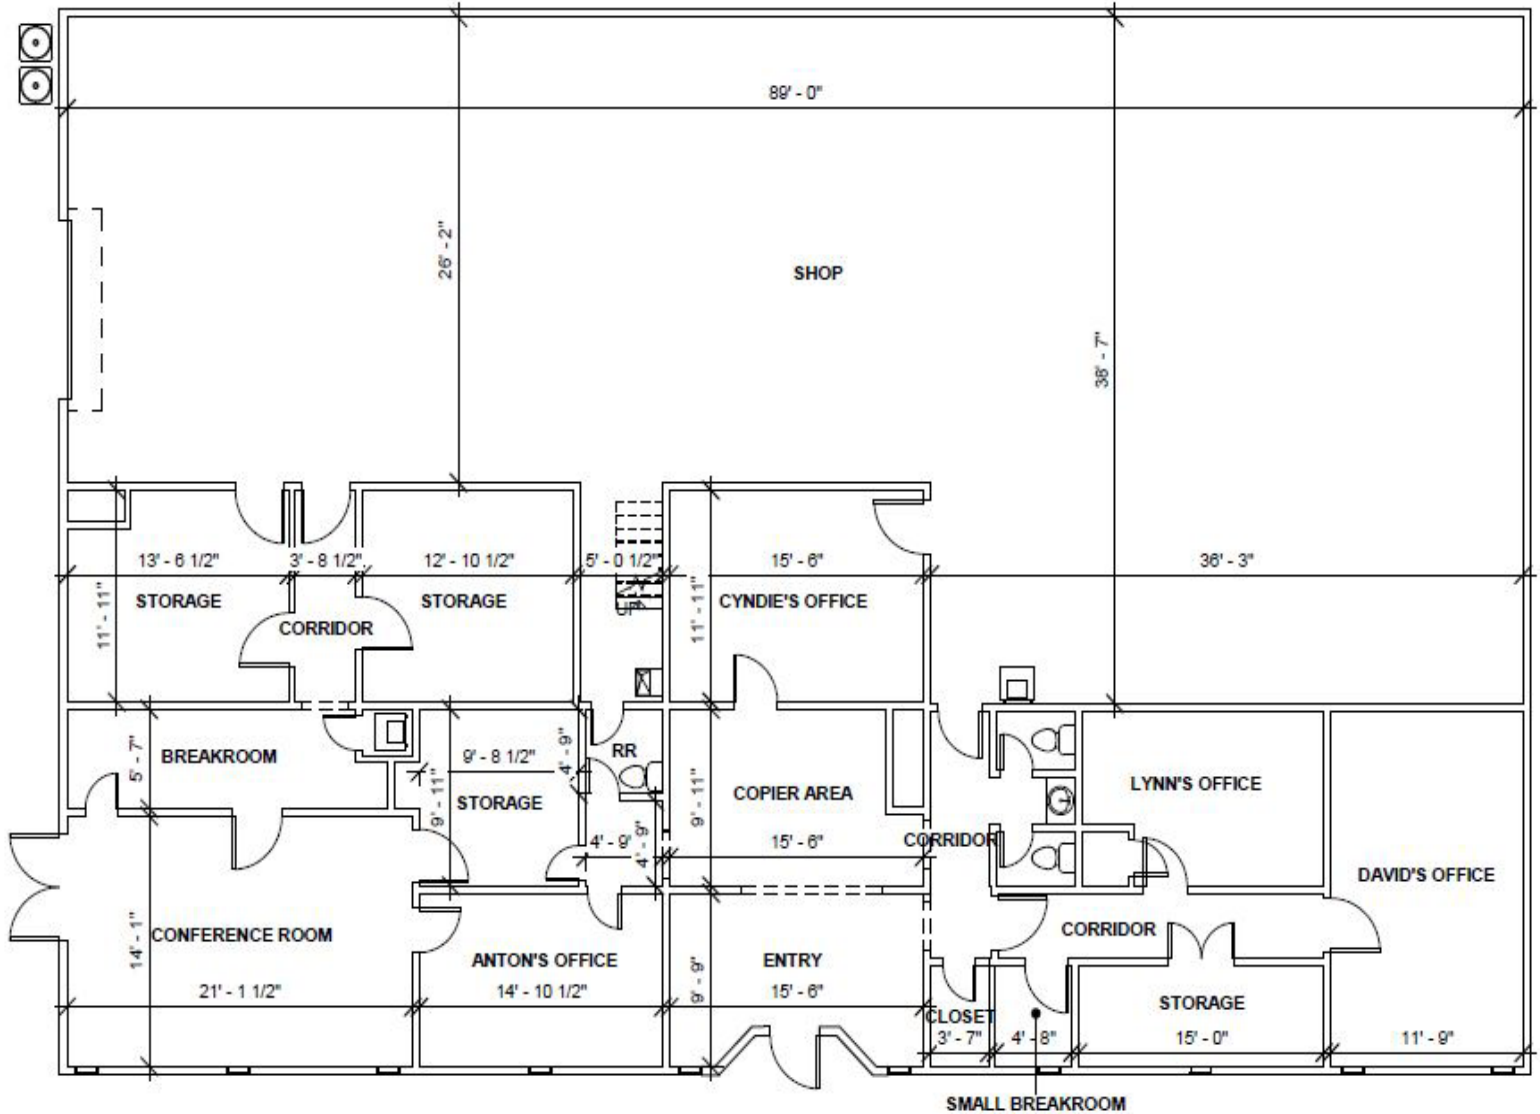 89' - 0"
26' - 2"
SHOP
38' - 7"
13' - 6 1/2"
3' - 8 1/2"
12' - 10 1/2"
5' - 0 1/2"
15' - 6"
36' - 3"
11' - 11"
STORAGE
CORRIDOR
STORAGE
UP
11' - 11"
CYNDIE'S OFFICE
5' - 7"
BREAKROOM
9' - 11"
9' - 8 1/2"
STORAGE
4' - 9"
RR
9' - 11"
COPIER AREA
LYNN'S OFFICE
4' - 9"
4' - 9"
15' - 6"
CORRIDOR
DAVID'S OFFICE
14' - 1"
CONFERENCE ROOM
ANTON'S OFFICE
9' - 9"
ENTRY
CORRIDOR
21' - 1 1/2"
14' - 10 1/2"
15' - 6"
CLOSET
STORAGE
3' - 7"
4' - 8"
15' - 0"
11' - 9"
SMALL BREAKROOM